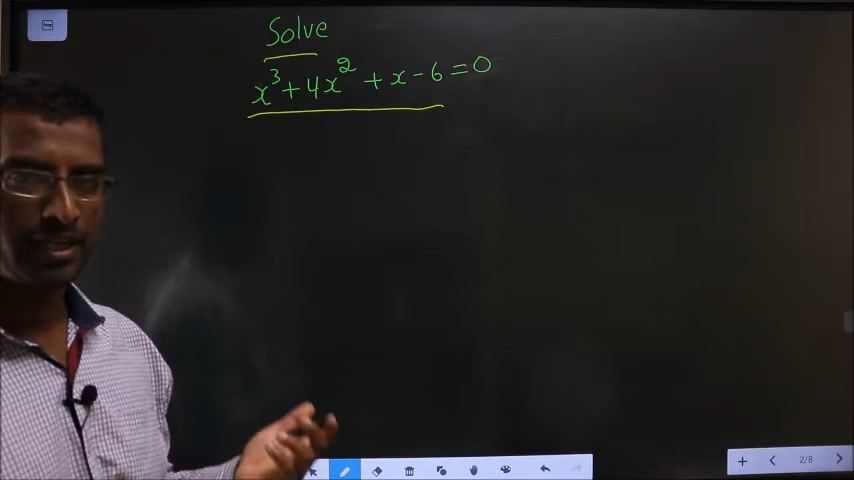 Solve
x³ + 4x² + x - 6 = 0
2/8